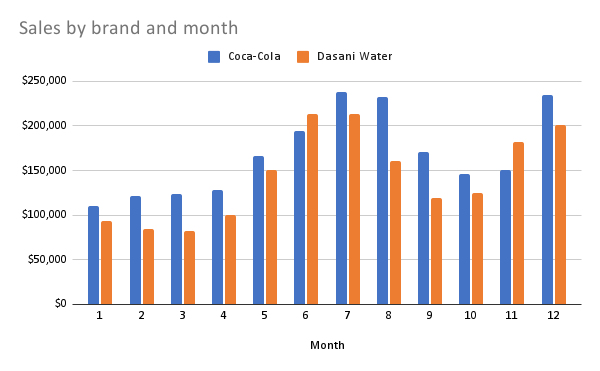 Sales by brand and month
Coca-Cola Dasani Water
$250,000
$200,000
$150,000
$100,000
$50,000
$0
1 2 3 4 5 6 7 8 9 10 11 12
Month